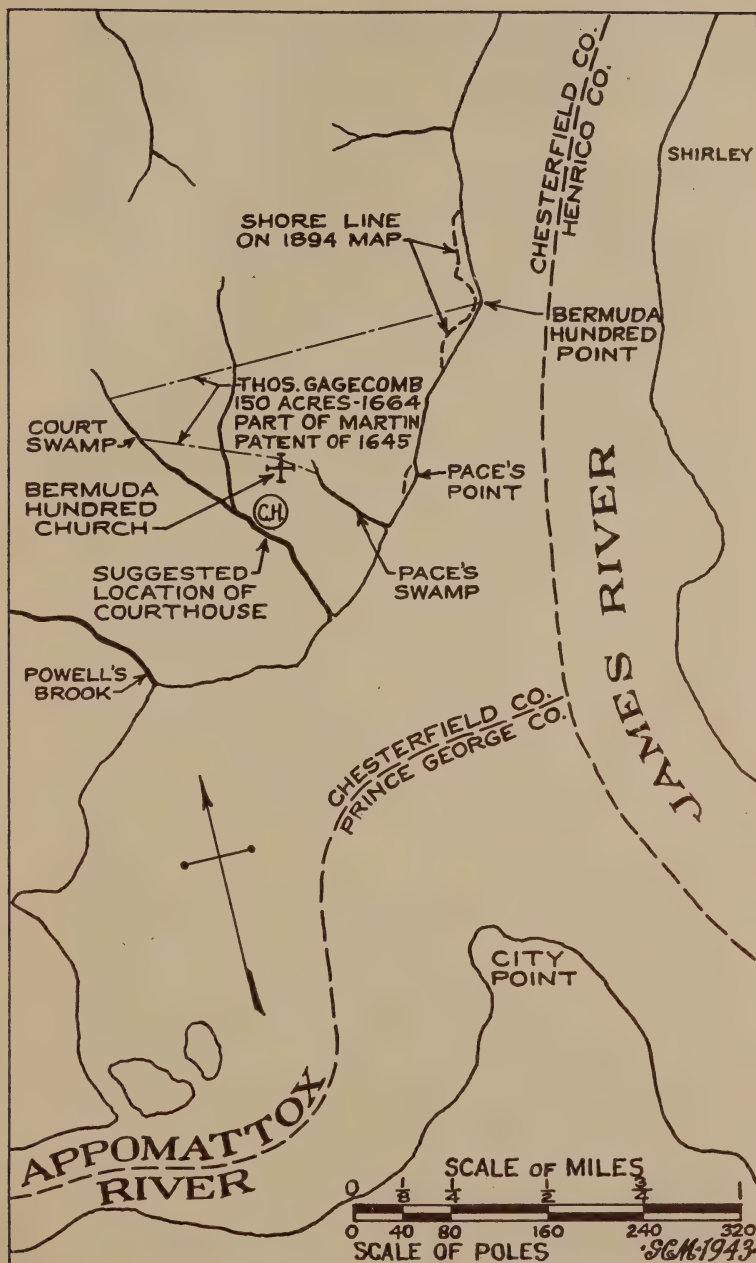 CHESTERFIELD CO.
HENRICO CO.
SHIRLEY
SHORE LINE
ON 1894 MAP
BERMUDA
HUNDRED
POINT
THOS. GAGECOMB
150 ACRES-1664
PART OF MARTIN
PATENT OF 1645
COURT
SWAMP
BERMUDA
HUNDRED
CHURCH
C.H.
PACE'S
POINT
SUGGESTED
LOCATION OF
COURTHOUSE
PACE'S
SWAMP
POWELL'S
BROOK
JAMES RIVER
CHESTERFIELD CO.
PRINCE GEORGE CO.
CITY
POINT
APPOMATTOX
RIVER
SCALE OF MILES
0 1/8 1/4 1/2 3/4 1
0 40 80 160 240 320
SCALE OF POLES
·GCM·1943·